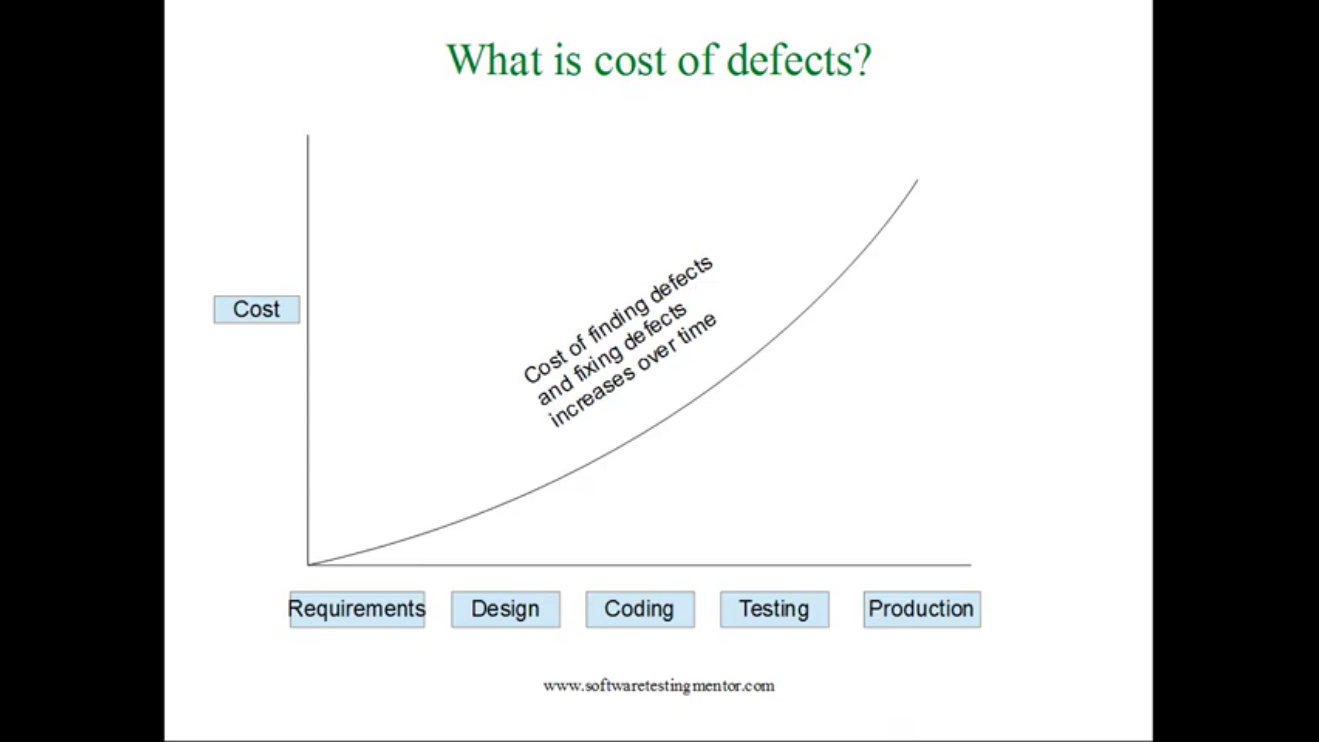 What is cost of defects?
Cost
Cost of finding defects
and fixing defects
increases over time
Requirements
Design
Coding
Testing
Production
www.softwaretestingmentor.com